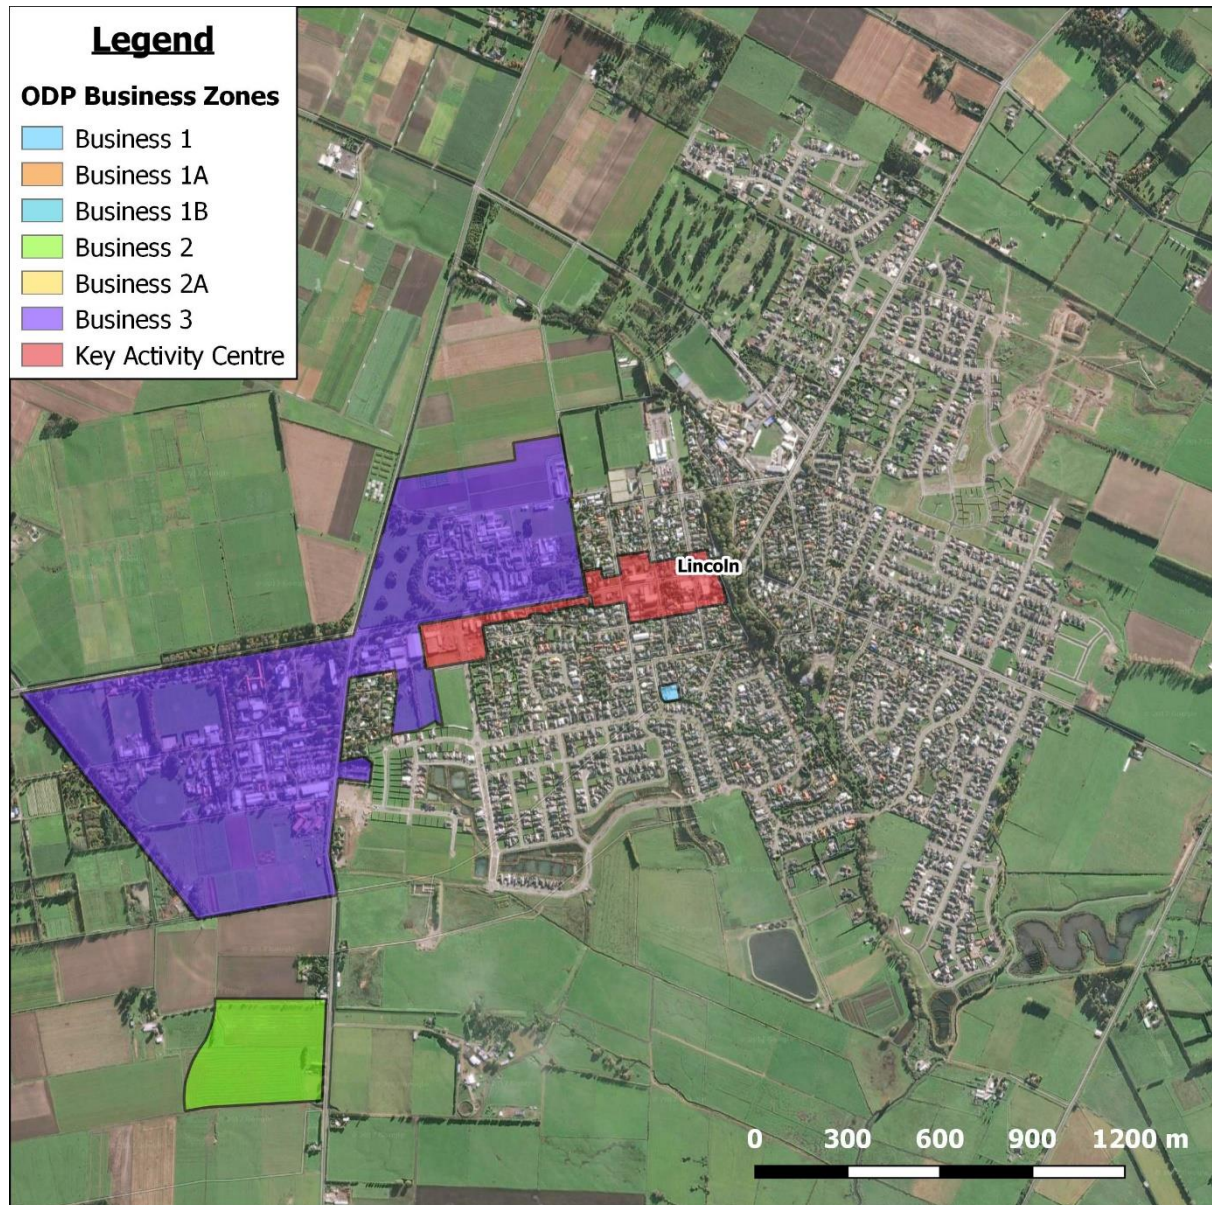 Legend
ODP Business Zones
Business 1
Business 1A
Business 1B
Business 2
Business 2A
Business 3
Key Activity Centre
Lincoln
0 300 600 900 1200 m